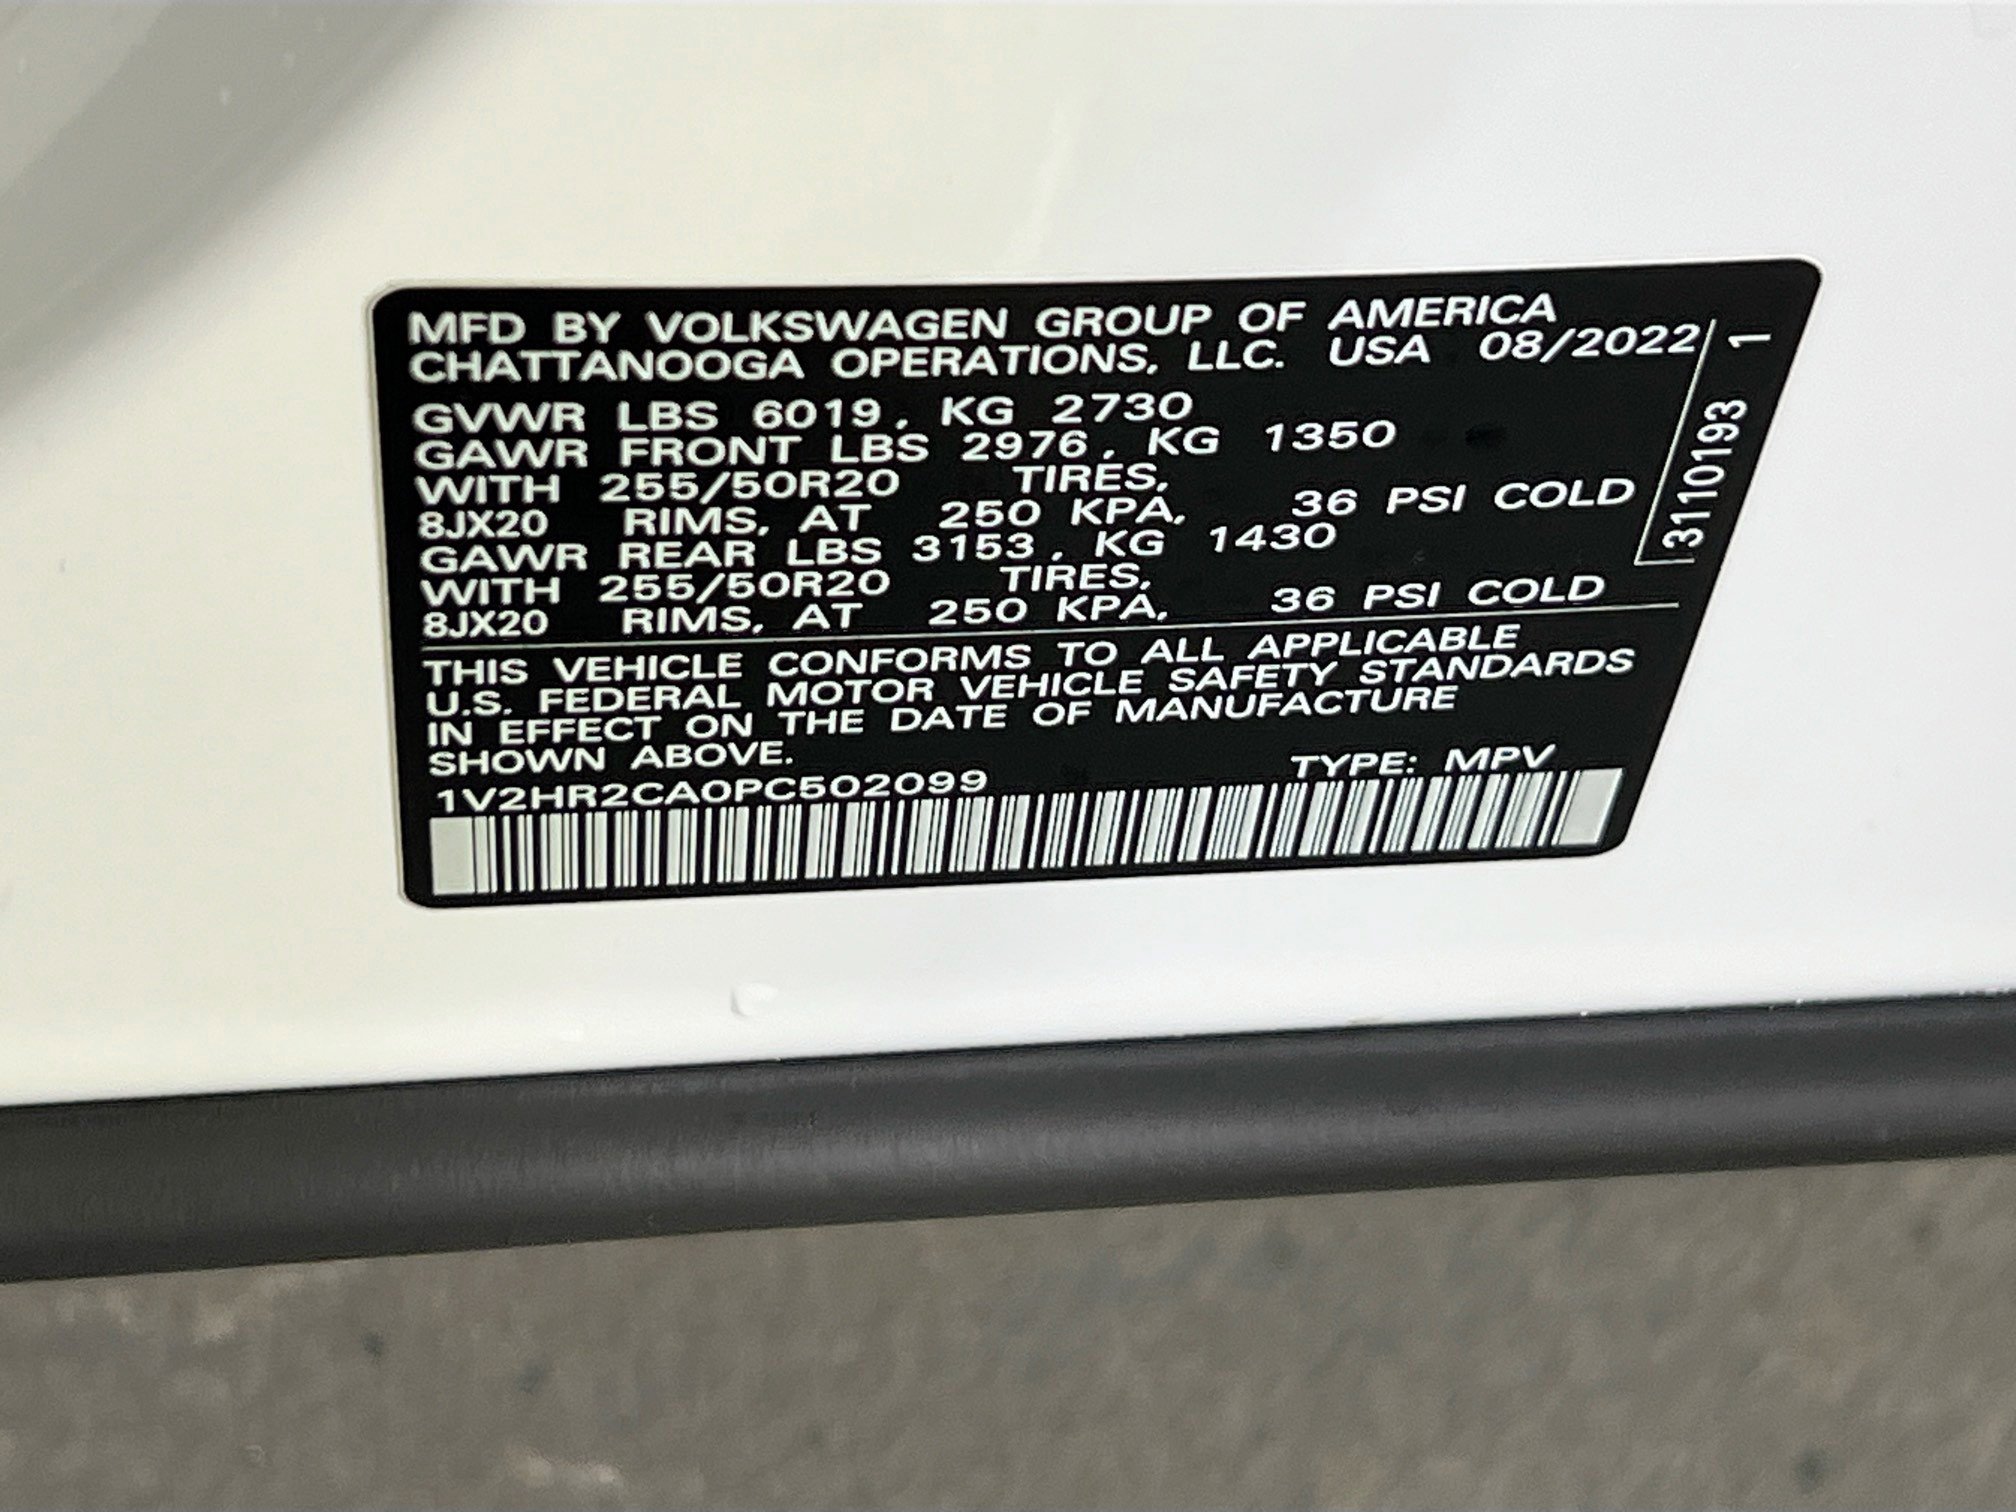 MFD BY VOLKSWAGEN GROUP OF AMERICA
CHATTANOOGA OPERATIONS, LLC. USA 08/2022
GVWR LBS 6019, KG 2730
GAWR FRONT LBS 2976, KG 1350
WITH 255/50R20 TIRES,
8JX20 RIMS, AT 250 KPA, 36 PSI COLD
GAWR REAR LBS 3153, KG 1430
WITH 255/50R20 TIRES,
8JX20 RIMS, AT 250 KPA, 36 PSI COLD
THIS VEHICLE CONFORMS TO ALL APPLICABLE
U.S. FEDERAL MOTOR VEHICLE SAFETY STANDARDS
IN EFFECT ON THE DATE OF MANUFACTURE
SHOWN ABOVE.
1V2HR2CA0PC502099 TYPE: MPV
3110193 1